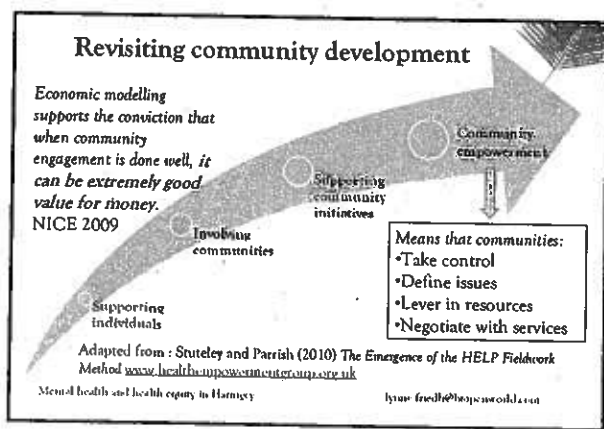 Revisiting community development
Economic modelling
supports the conviction that
when community
engagement is done well, it
can be extremely good
value for money.
NICE 2009
Supporting
individuals
Involving
communities
Supporting
community
initiatives
Community
empowerment
Means that communities:
•Take control
•Define issues
•Lever in resources
•Negotiate with services
Adapted from : Stuteley and Parrish (2010) The Emergence of the HELP Fieldwork
Method www.healthempowermentgroup.org.uk
Mental health and health equity in Haringey